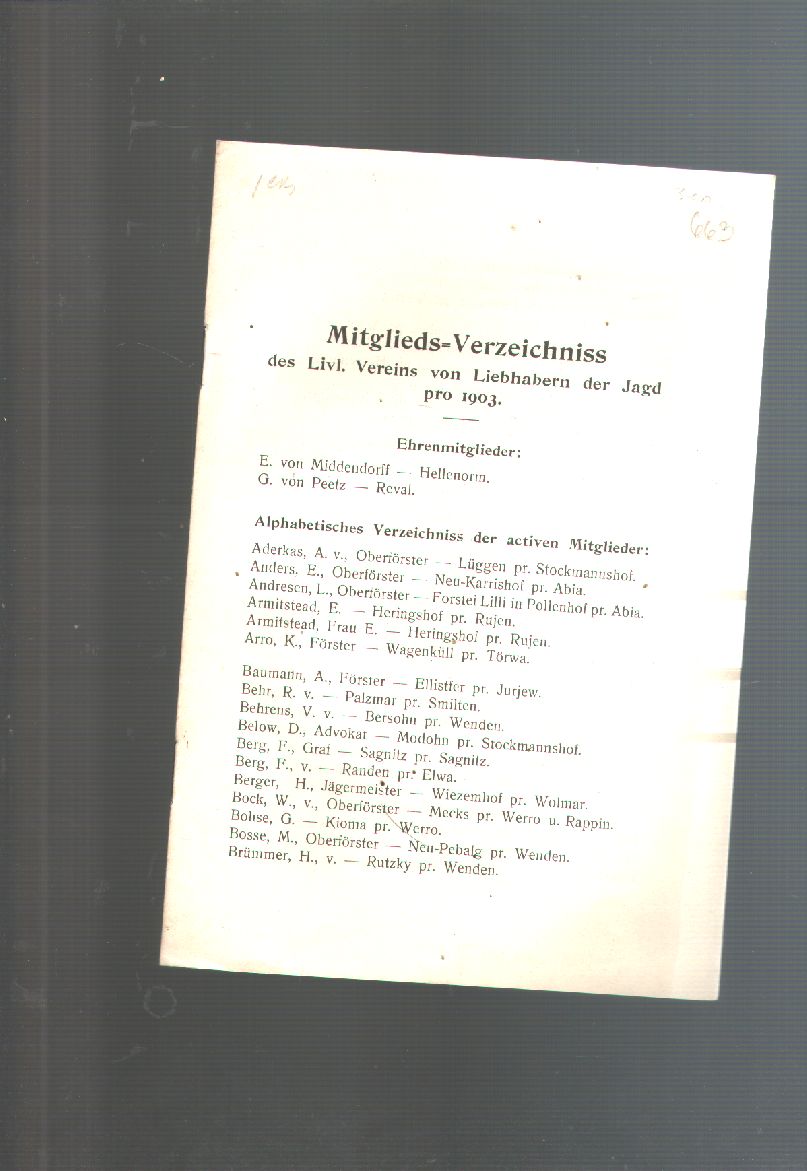 663
Mitglieds-Verzeichniss
des Livl. Vereins von Liebhabern der Jagd
pro 1903.
Ehrenmitglieder:
E. von Middendorff — Hellenorm.
G. von Peetz — Reval.
Alphabetisches Verzeichniss der activen Mitglieder:
Aderkas, A. v., Oberförster — Lüggen pr. Stockmannshof.
Anders, E., Oberförster — Neu-Karrishof pr. Abia.
Andresen, L., Oberförster — Forstei Lilli in Pollenhof pr. Abia.
Armitstead, E. — Heringshof pr. Rujen.
Armitstead, Frau E. — Heringshof pr. Rujen.
Arro, K., Förster — Wagenküll pr. Törwa.
Baumann, A., Förster — Ellistfer pr. Jurjew.
Behr, R. v. — Palzmar pr. Smilten.
Behrens, V. v. — Bersohn pr. Wenden.
Below, D., Advokat — Modohn pr. Stockmannshof.
Berg, F., Graf — Sagnitz pr. Sagnitz.
Berg, F., v. — Randen pr. Elwa.
Berger, H., Jägermeister — Wiezemhof pr. Wolmar.
Bock, W., v., Oberförster — Meeks pr. Werro u. Rappin.
Bohse, G. — Kioma pr. Werro.
Bosse, M., Oberförster — Neu-Pebalg pr. Wenden.
Brümmer, H., v. — Rutzky pr. Wenden.